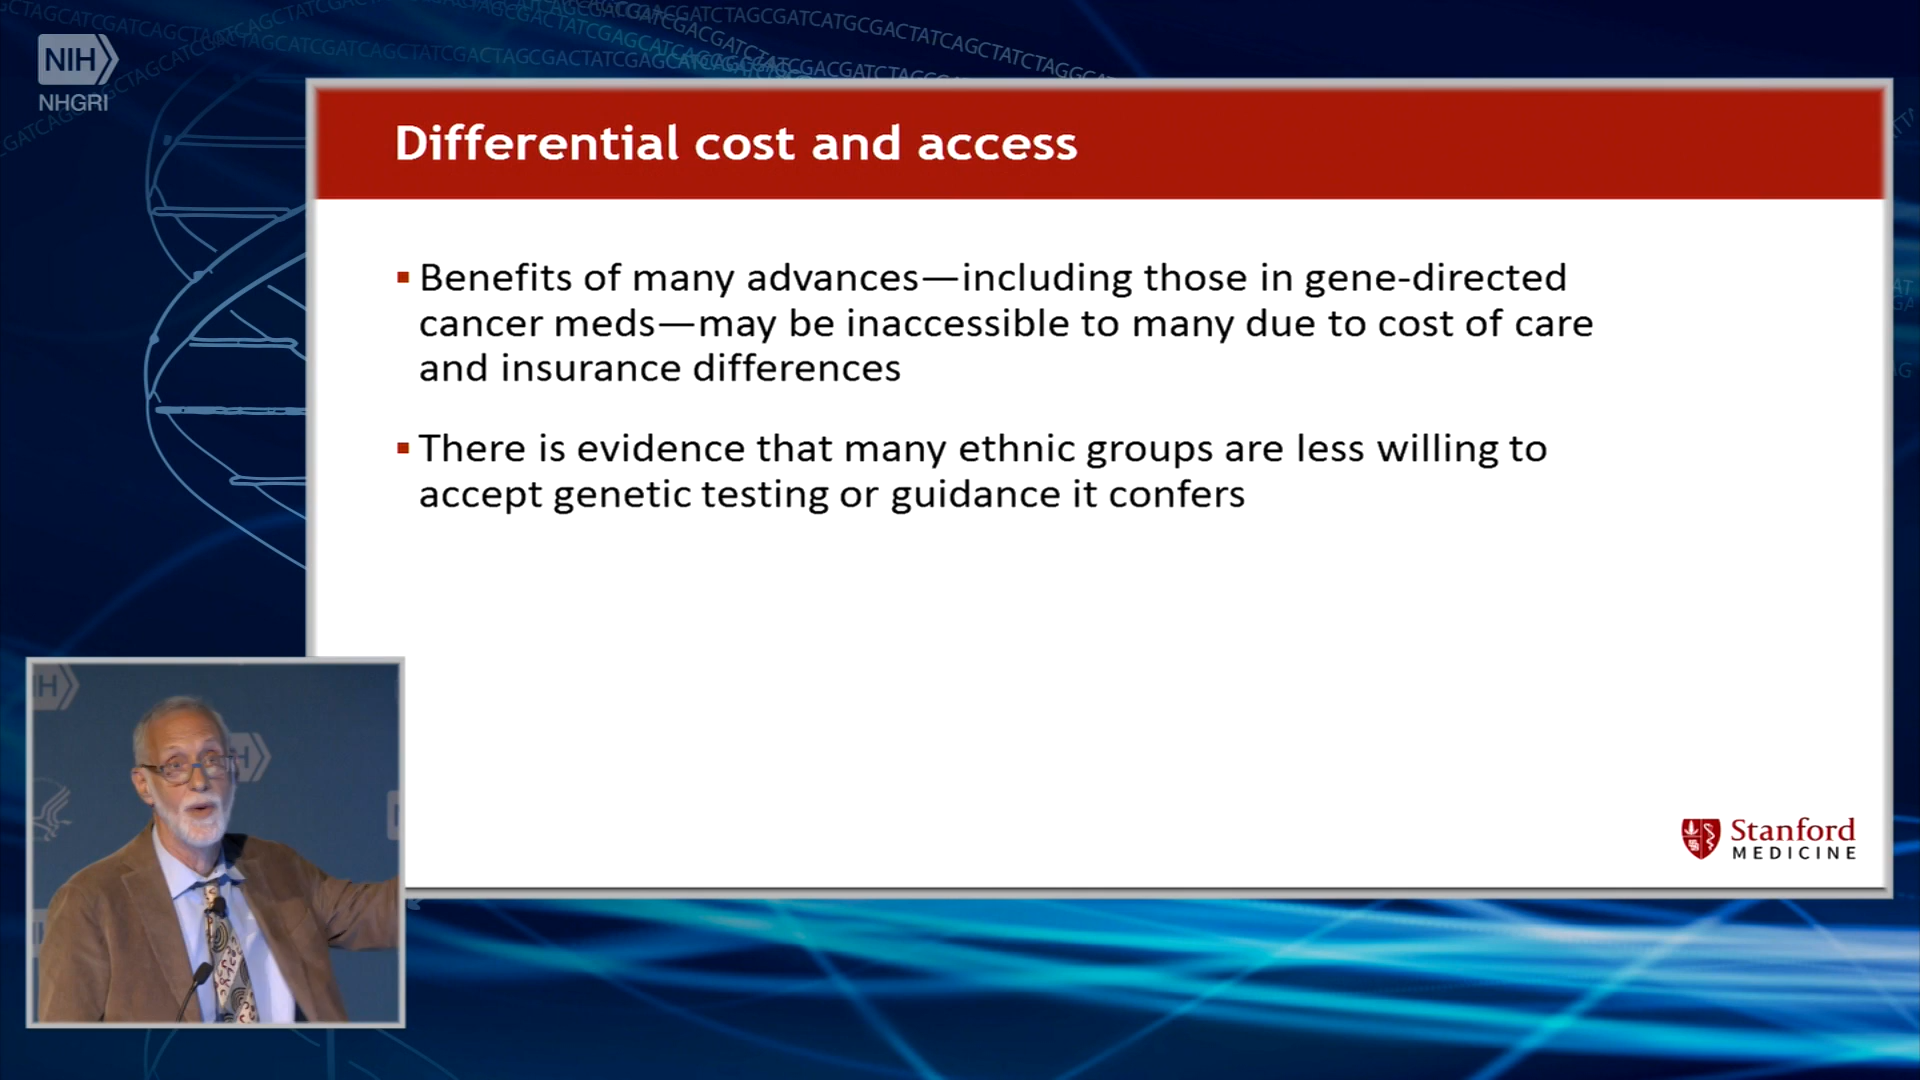 NIH
NHGRI
Differential cost and access
▪ Benefits of many advances—including those in gene-directed
cancer meds—may be inaccessible to many due to cost of care
and insurance differences
▪ There is evidence that many ethnic groups are less willing to
accept genetic testing or guidance it confers
Stanford
MEDICINE